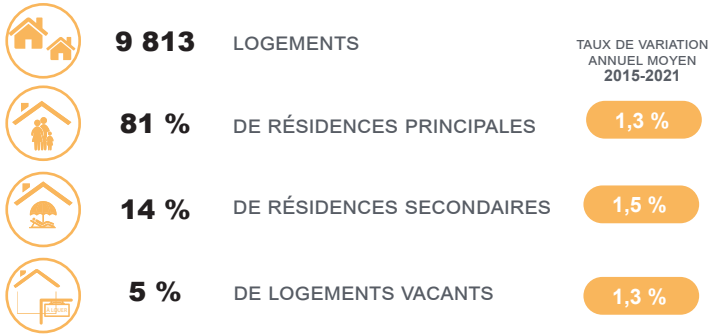 9 813 LOGEMENTS
TAUX DE VARIATION
ANNUEL MOYEN
2015-2021
81 % DE RÉSIDENCES PRINCIPALES 1,3 %
14 % DE RÉSIDENCES SECONDAIRES 1,5 %
5 % DE LOGEMENTS VACANTS 1,3 %